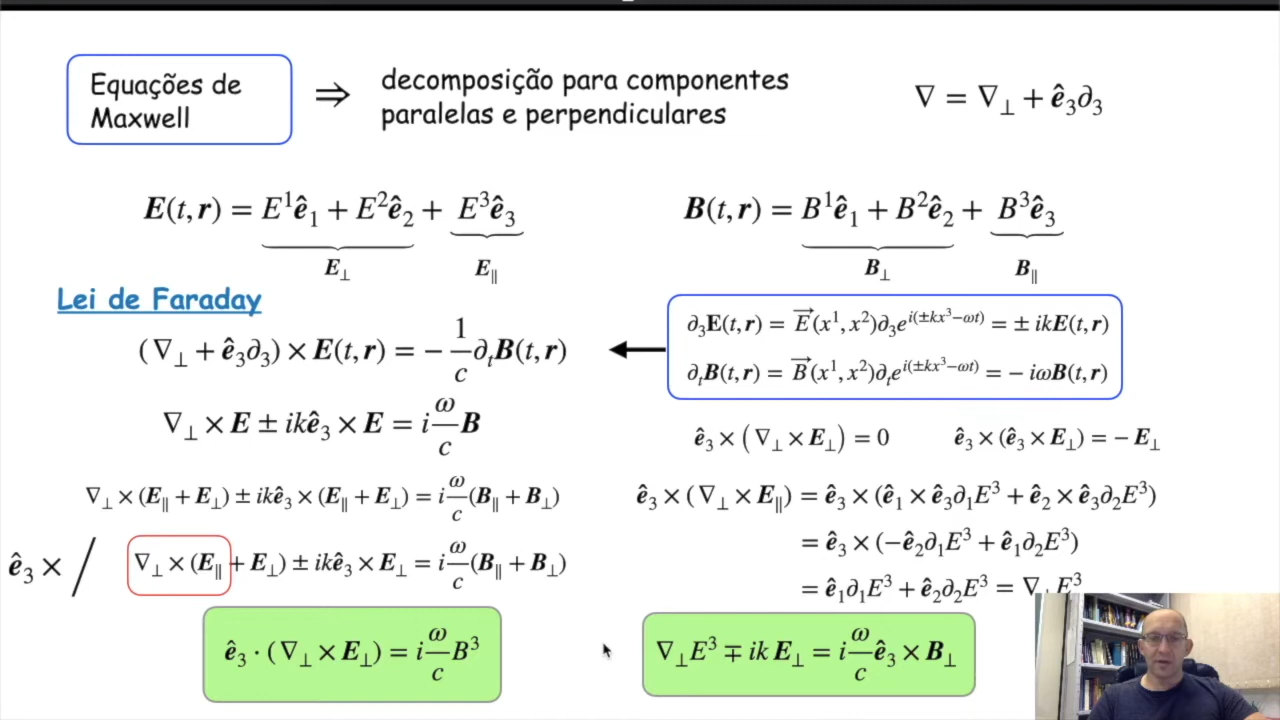 Equações de
Maxwell
⇒
decomposição para componentes
paralelas e perpendiculares
∇ = ∇⊥ + ê₃∂₃
E(t, r) = E¹ê₁ + E²ê₂ + E³ê₃
E⊥
E∥
B(t, r) = B¹ê₁ + B²ê₂ + B³ê₃
B⊥
B∥
Lei de Faraday
(∇⊥ + ê₃∂₃) × E(t, r) = − 1/c ∂ₜB(t, r)
∂₃E(t, r) = E⃗(x¹, x²)∂₃e^{i(±kx³−ωt)} = ± ikE(t, r)
∂ₜB(t, r) = B⃗(x¹, x²)∂ₜe^{i(±kx³−ωt)} = − iωB(t, r)
∇⊥ × E ± ikê₃ × E = i ω/c B
ê₃ × (∇⊥ × E⊥) = 0
ê₃ × (ê₃ × E⊥) = − E⊥
∇⊥ × (E∥ + E⊥) ± ikê₃ × (E∥ + E⊥) = i ω/c (B∥ + B⊥)
ê₃ × (∇⊥ × E∥) = ê₃ × (ê₁ × ê₃∂₁E³ + ê₂ × ê₃∂₂E³)
= ê₃ × (−ê₂∂₁E³ + ê₁∂₂E³)
ê₃ × / ∇⊥ × (E∥ + E⊥) ± ikê₃ × E⊥ = i ω/c (B∥ + B⊥)
= ê₁∂₁E³ + ê₂∂₂E³ = ∇⊥E³
ê₃ · (∇⊥ × E⊥) = i ω/c B³
∇⊥E³ ∓ ik E⊥ = i ω/c ê₃ × B⊥